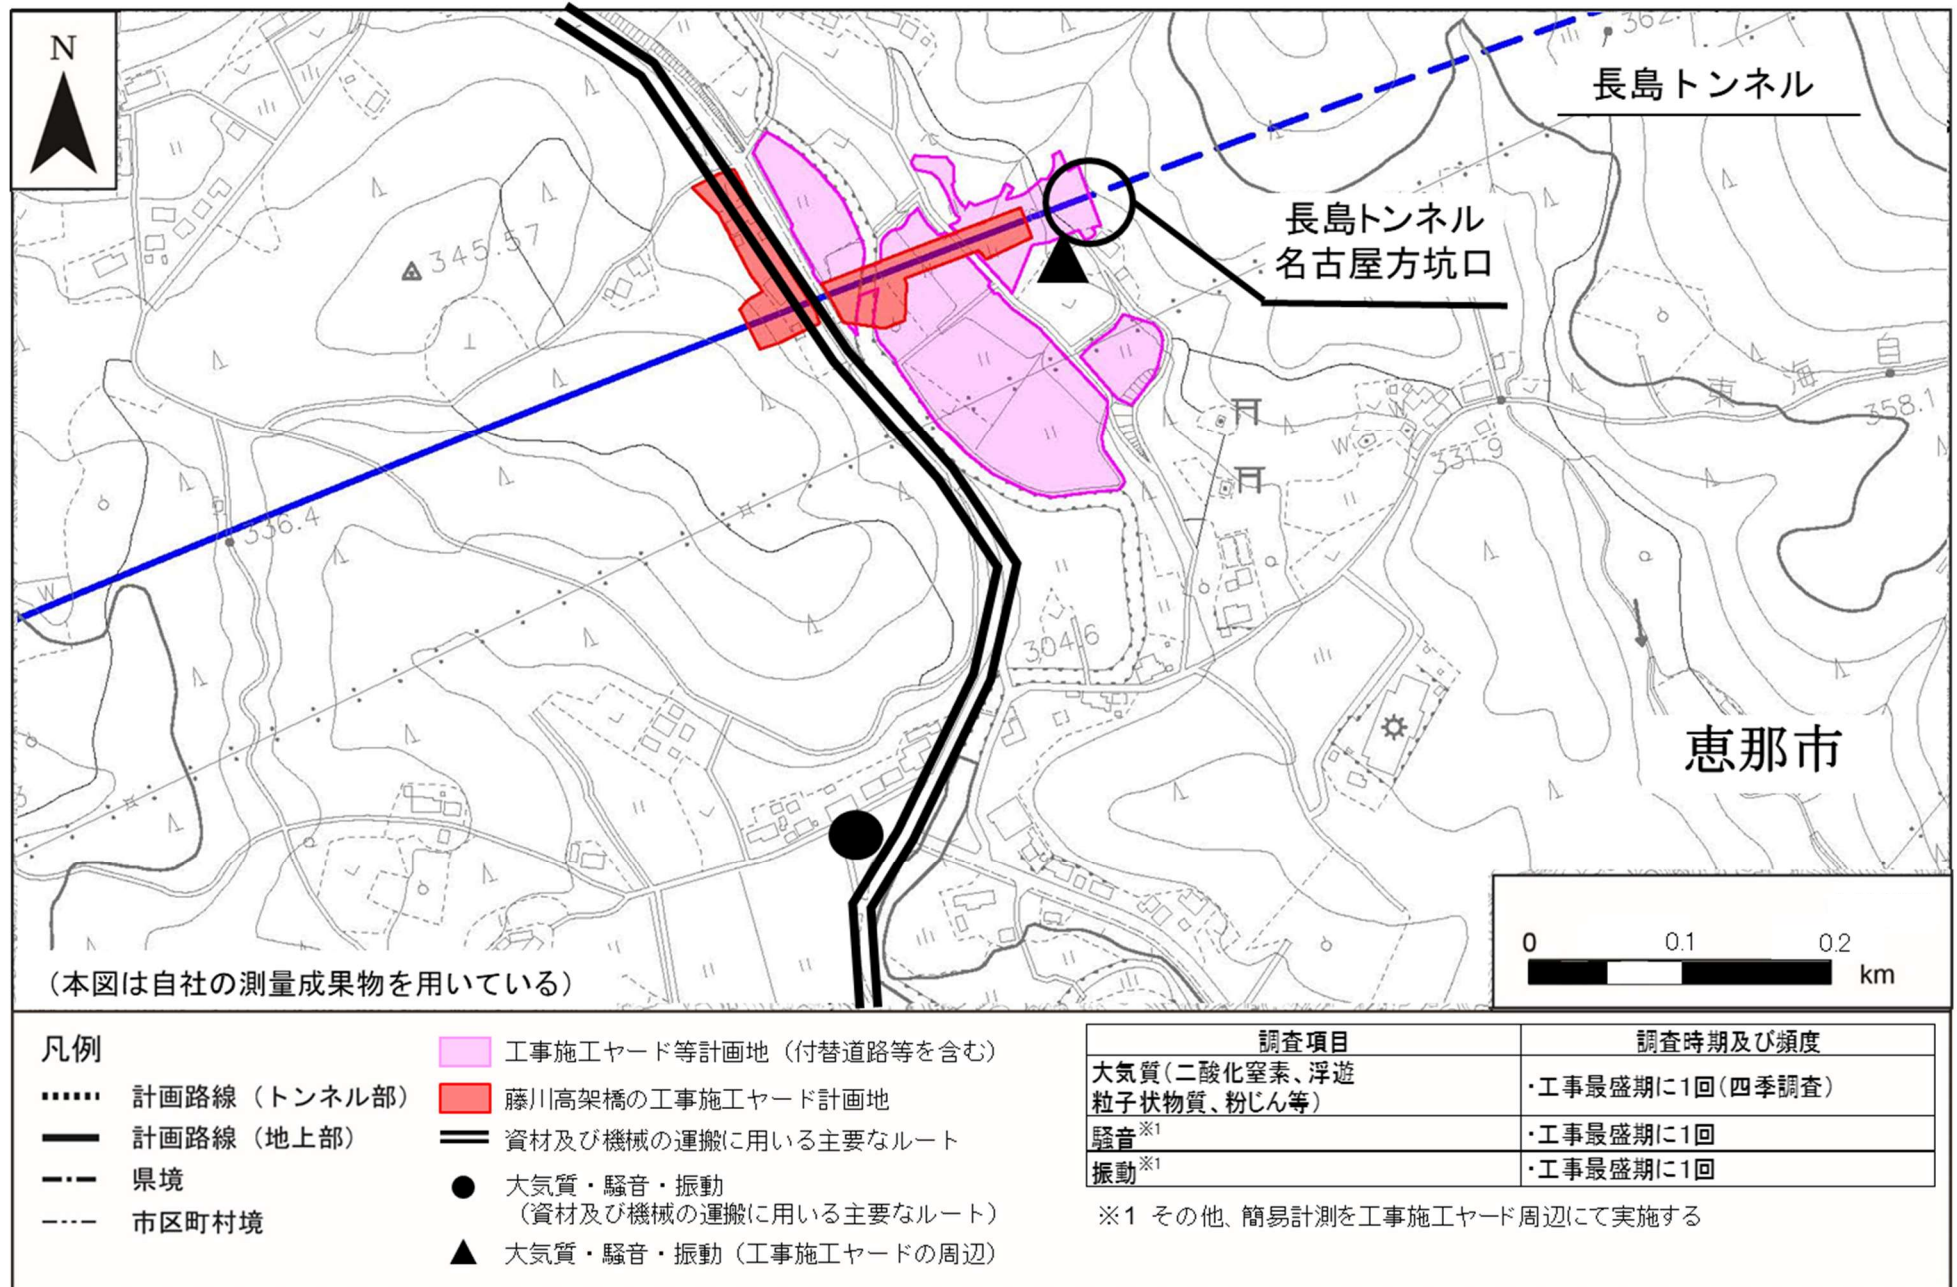 N
362.
長島トンネル
長島トンネル
名古屋方坑口
345.57
358.1
331.9
336.4
304.6
恵那市
0 0.1 0.2
km
(本図は自社の測量成果物を用いている)
凡例
計画路線(トンネル部)
計画路線(地上部)
県境
市区町村境
工事施工ヤード等計画地(付替道路等を含む)
藤川高架橋の工事施工ヤード計画地
資材及び機械の運搬に用いる主要なルート
大気質・騒音・振動
(資材及び機械の運搬に用いる主要なルート)
大気質・騒音・振動(工事施工ヤードの周辺)
調査項目 調査時期及び頻度
大気質(二酸化窒素、浮遊
粒子状物質、粉じん等) ・工事最盛期に1回(四季調査)
騒音※1 ・工事最盛期に1回
振動※1 ・工事最盛期に1回
※1 その他、簡易計測を工事施工ヤード周辺にて実施する